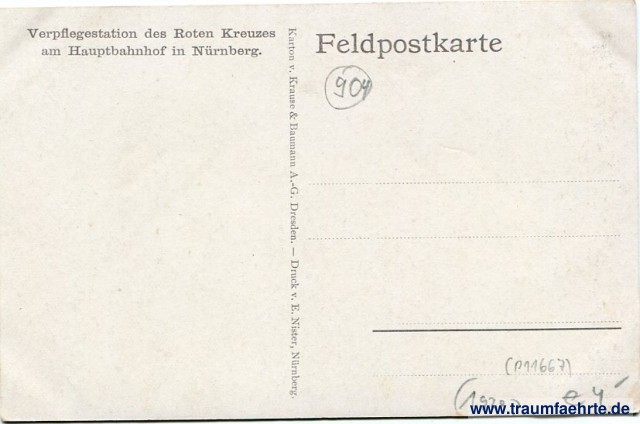 Verpflegestation des Roten Kreuzes
am Hauptbahnhof in Nürnberg.
Karton v. Krause & Baumann A.-G. Dresden. — Druck v. E. Nister, Nürnberg.
Feldpostkarte
904
(P11667)
www.traumfaehrte.de